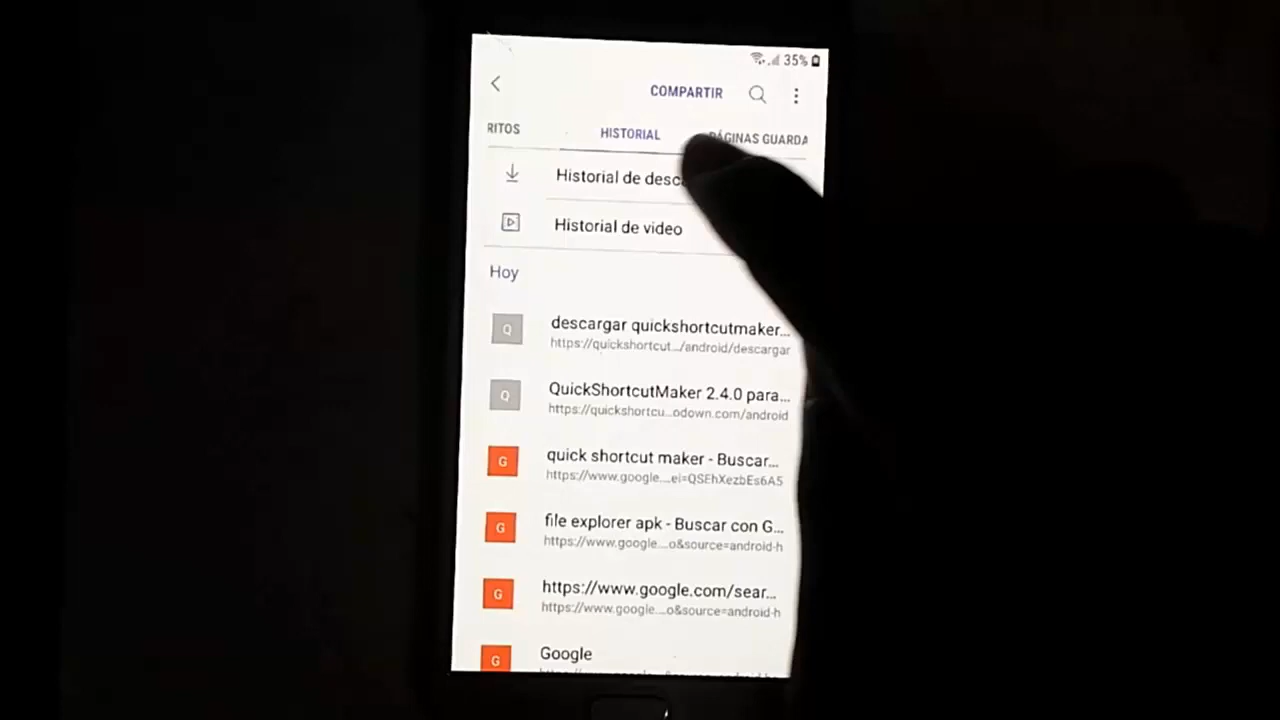 35%
COMPARTIR
RITOS HISTORIAL PÁGINAS GUARDA
Historial de desc
Historial de video
Hoy
Q
descargar quickshortcutmaker...
https://quickshortcut.../android/descargar
Q
QuickShortcutMaker 2.4.0 para...
https://quickshortcu...odown.com/android
G
quick shortcut maker - Buscar...
https://www.google....ei=QSEhXezbEs6A5
G
file explorer apk - Buscar con G...
https://www.google....o&source=android-h
G
https://www.google.com/sear...
https://www.google....o&source=android-h
G
Google